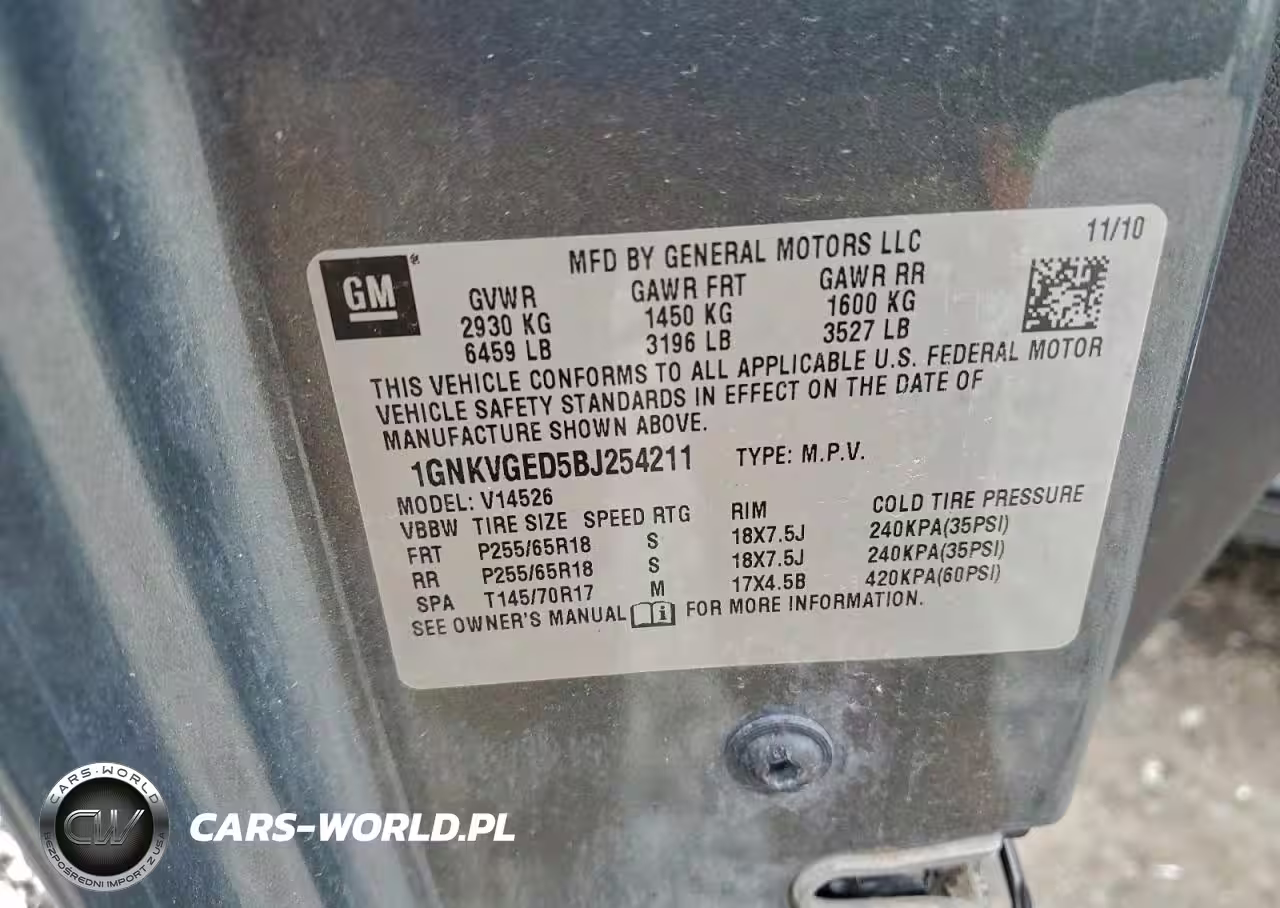 11/10
MFD BY GENERAL MOTORS LLC
GM
GVWR GAWR FRT GAWR RR
2930 KG 1450 KG 1600 KG
6459 LB 3196 LB 3527 LB
THIS VEHICLE CONFORMS TO ALL APPLICABLE U.S. FEDERAL MOTOR
VEHICLE SAFETY STANDARDS IN EFFECT ON THE DATE OF
MANUFACTURE SHOWN ABOVE.
1GNKVGED5BJ254211 TYPE: M.P.V.
MODEL: V14526
VBBW TIRE SIZE SPEED RTG RIM COLD TIRE PRESSURE
FRT P255/65R18 S 18X7.5J 240KPA(35PSI)
RR P255/65R18 S 18X7.5J 240KPA(35PSI)
SPA T145/70R17 M 17X4.5B 420KPA(60PSI)
SEE OWNER'S MANUAL i FOR MORE INFORMATION.
CARS-WORLD
CW
BEZPOŚREDNI IMPORT Z USA
CARS-WORLD.PL